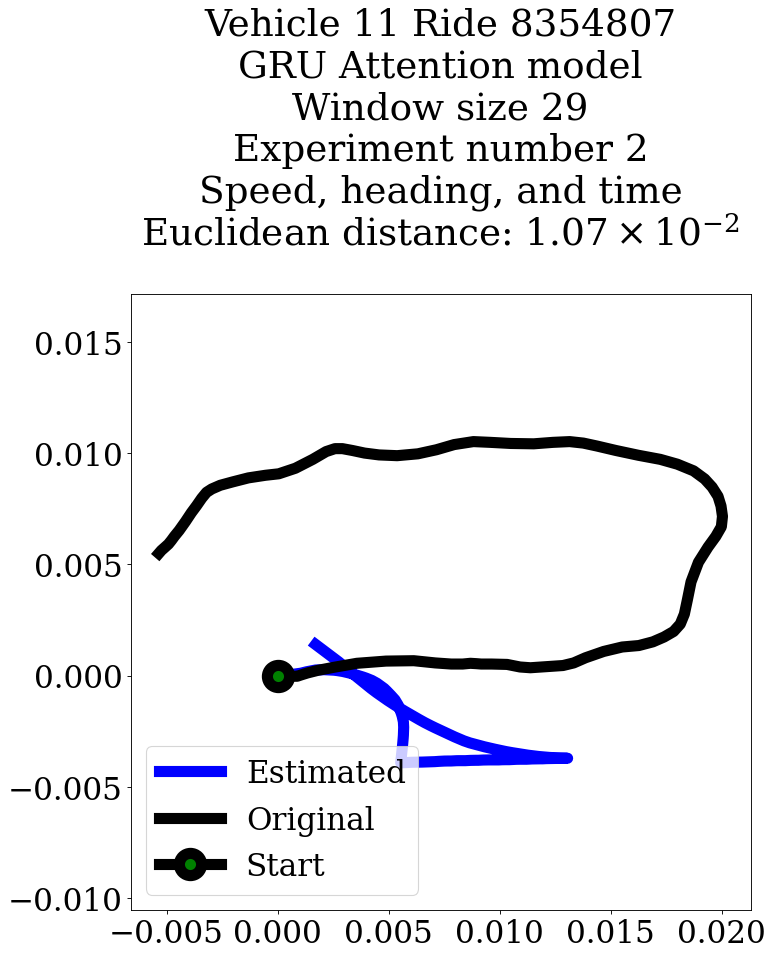 Vehicle 11 Ride 8354807
GRU Attention model
Window size 29
Experiment number 2
Speed, heading, and time
Euclidean distance: 1.07 × 10⁻²
0.015
0.010
0.005
0.000
−0.005
−0.010
Estimated
Original
Start
−0.005 0.000 0.005 0.010 0.015 0.020